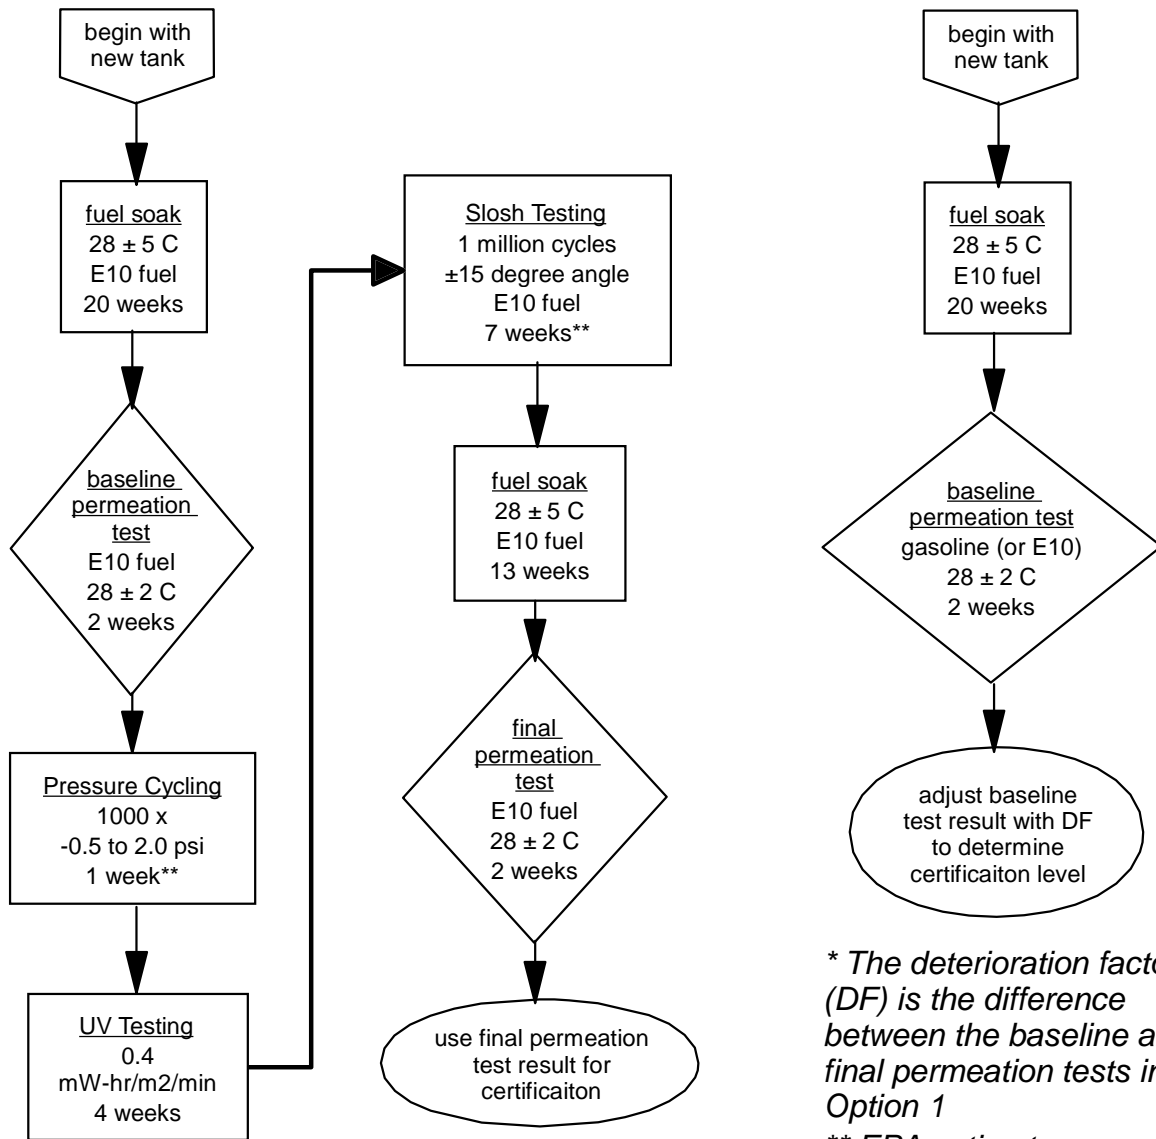 begin with
new tank
fuel soak
28 ± 5 C
E10 fuel
20 weeks
baseline
permeation
test
E10 fuel
28 ± 2 C
2 weeks
Pressure Cycling
1000 x
-0.5 to 2.0 psi
1 week**
UV Testing
0.4
mW-hr/m2/min
4 weeks
Slosh Testing
1 million cycles
±15 degree angle
E10 fuel
7 weeks**
fuel soak
28 ± 5 C
E10 fuel
13 weeks
final
permeation
test
E10 fuel
28 ± 2 C
2 weeks
use final permeation
test result for
certificaiton
begin with
new tank
fuel soak
28 ± 5 C
E10 fuel
20 weeks
baseline
permeation test
gasoline (or E10)
28 ± 2 C
2 weeks
adjust baseline
test result with DF
to determine
certificaiton level
* The deterioration
(DF) is the difference
between the baseline
final permeation tests
Option 1
** EPA